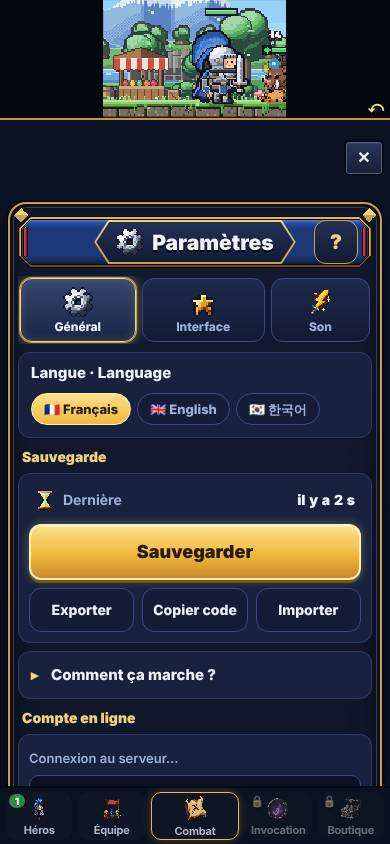 14
×
Paramètres
?
Général
Interface
Son
Langue · Language
🇫🇷 Français
🇬🇧 English
🇰🇷 한국어
Sauvegarde
Dernière
il y a 2 s
Sauvegarder
Exporter
Copier code
Importer
► Comment ça marche ?
Compte en ligne
Connexion au serveur...
1
Héros
Équipe
Combat
Invocation
Boutique